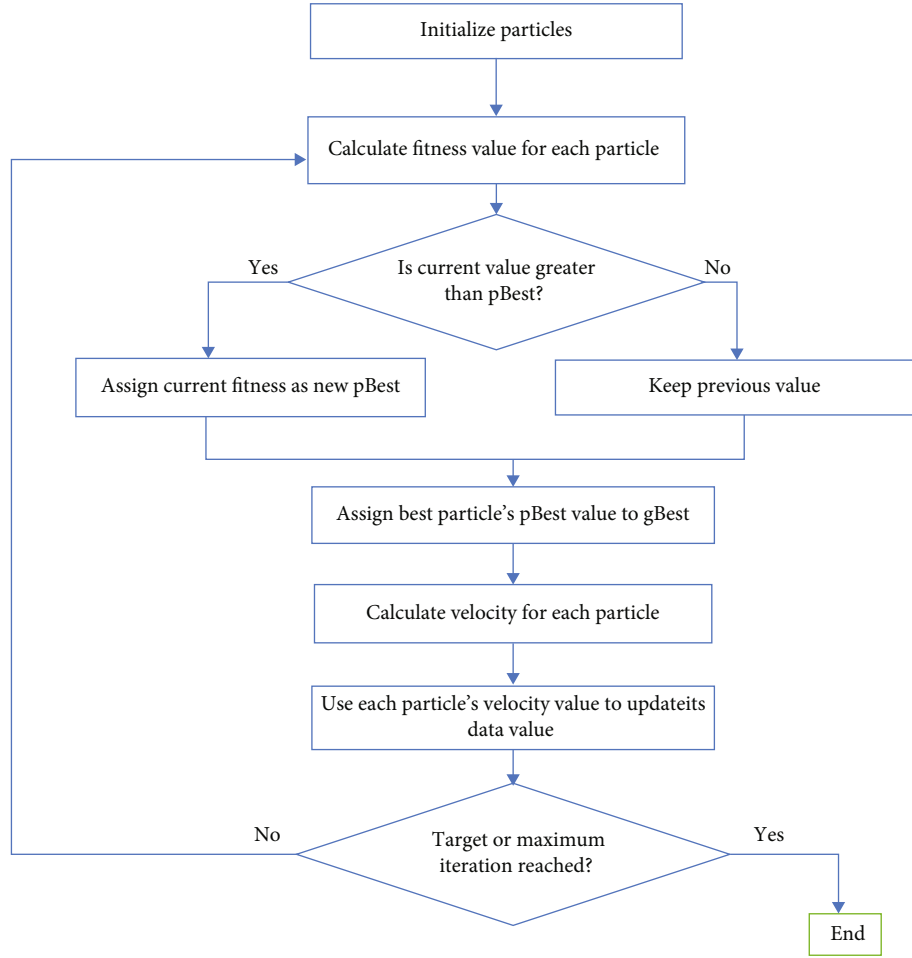 Initialize particles
Calculate fitness value for each particle
Yes
Is current value greater
than pBest?
No
Assign current fitness as new pBest
Keep previous value
Assign best particle's pBest value to gBest
Calculate velocity for each particle
Use each particle's velocity value to updateits
data value
No
Target or maximum
iteration reached?
Yes
End